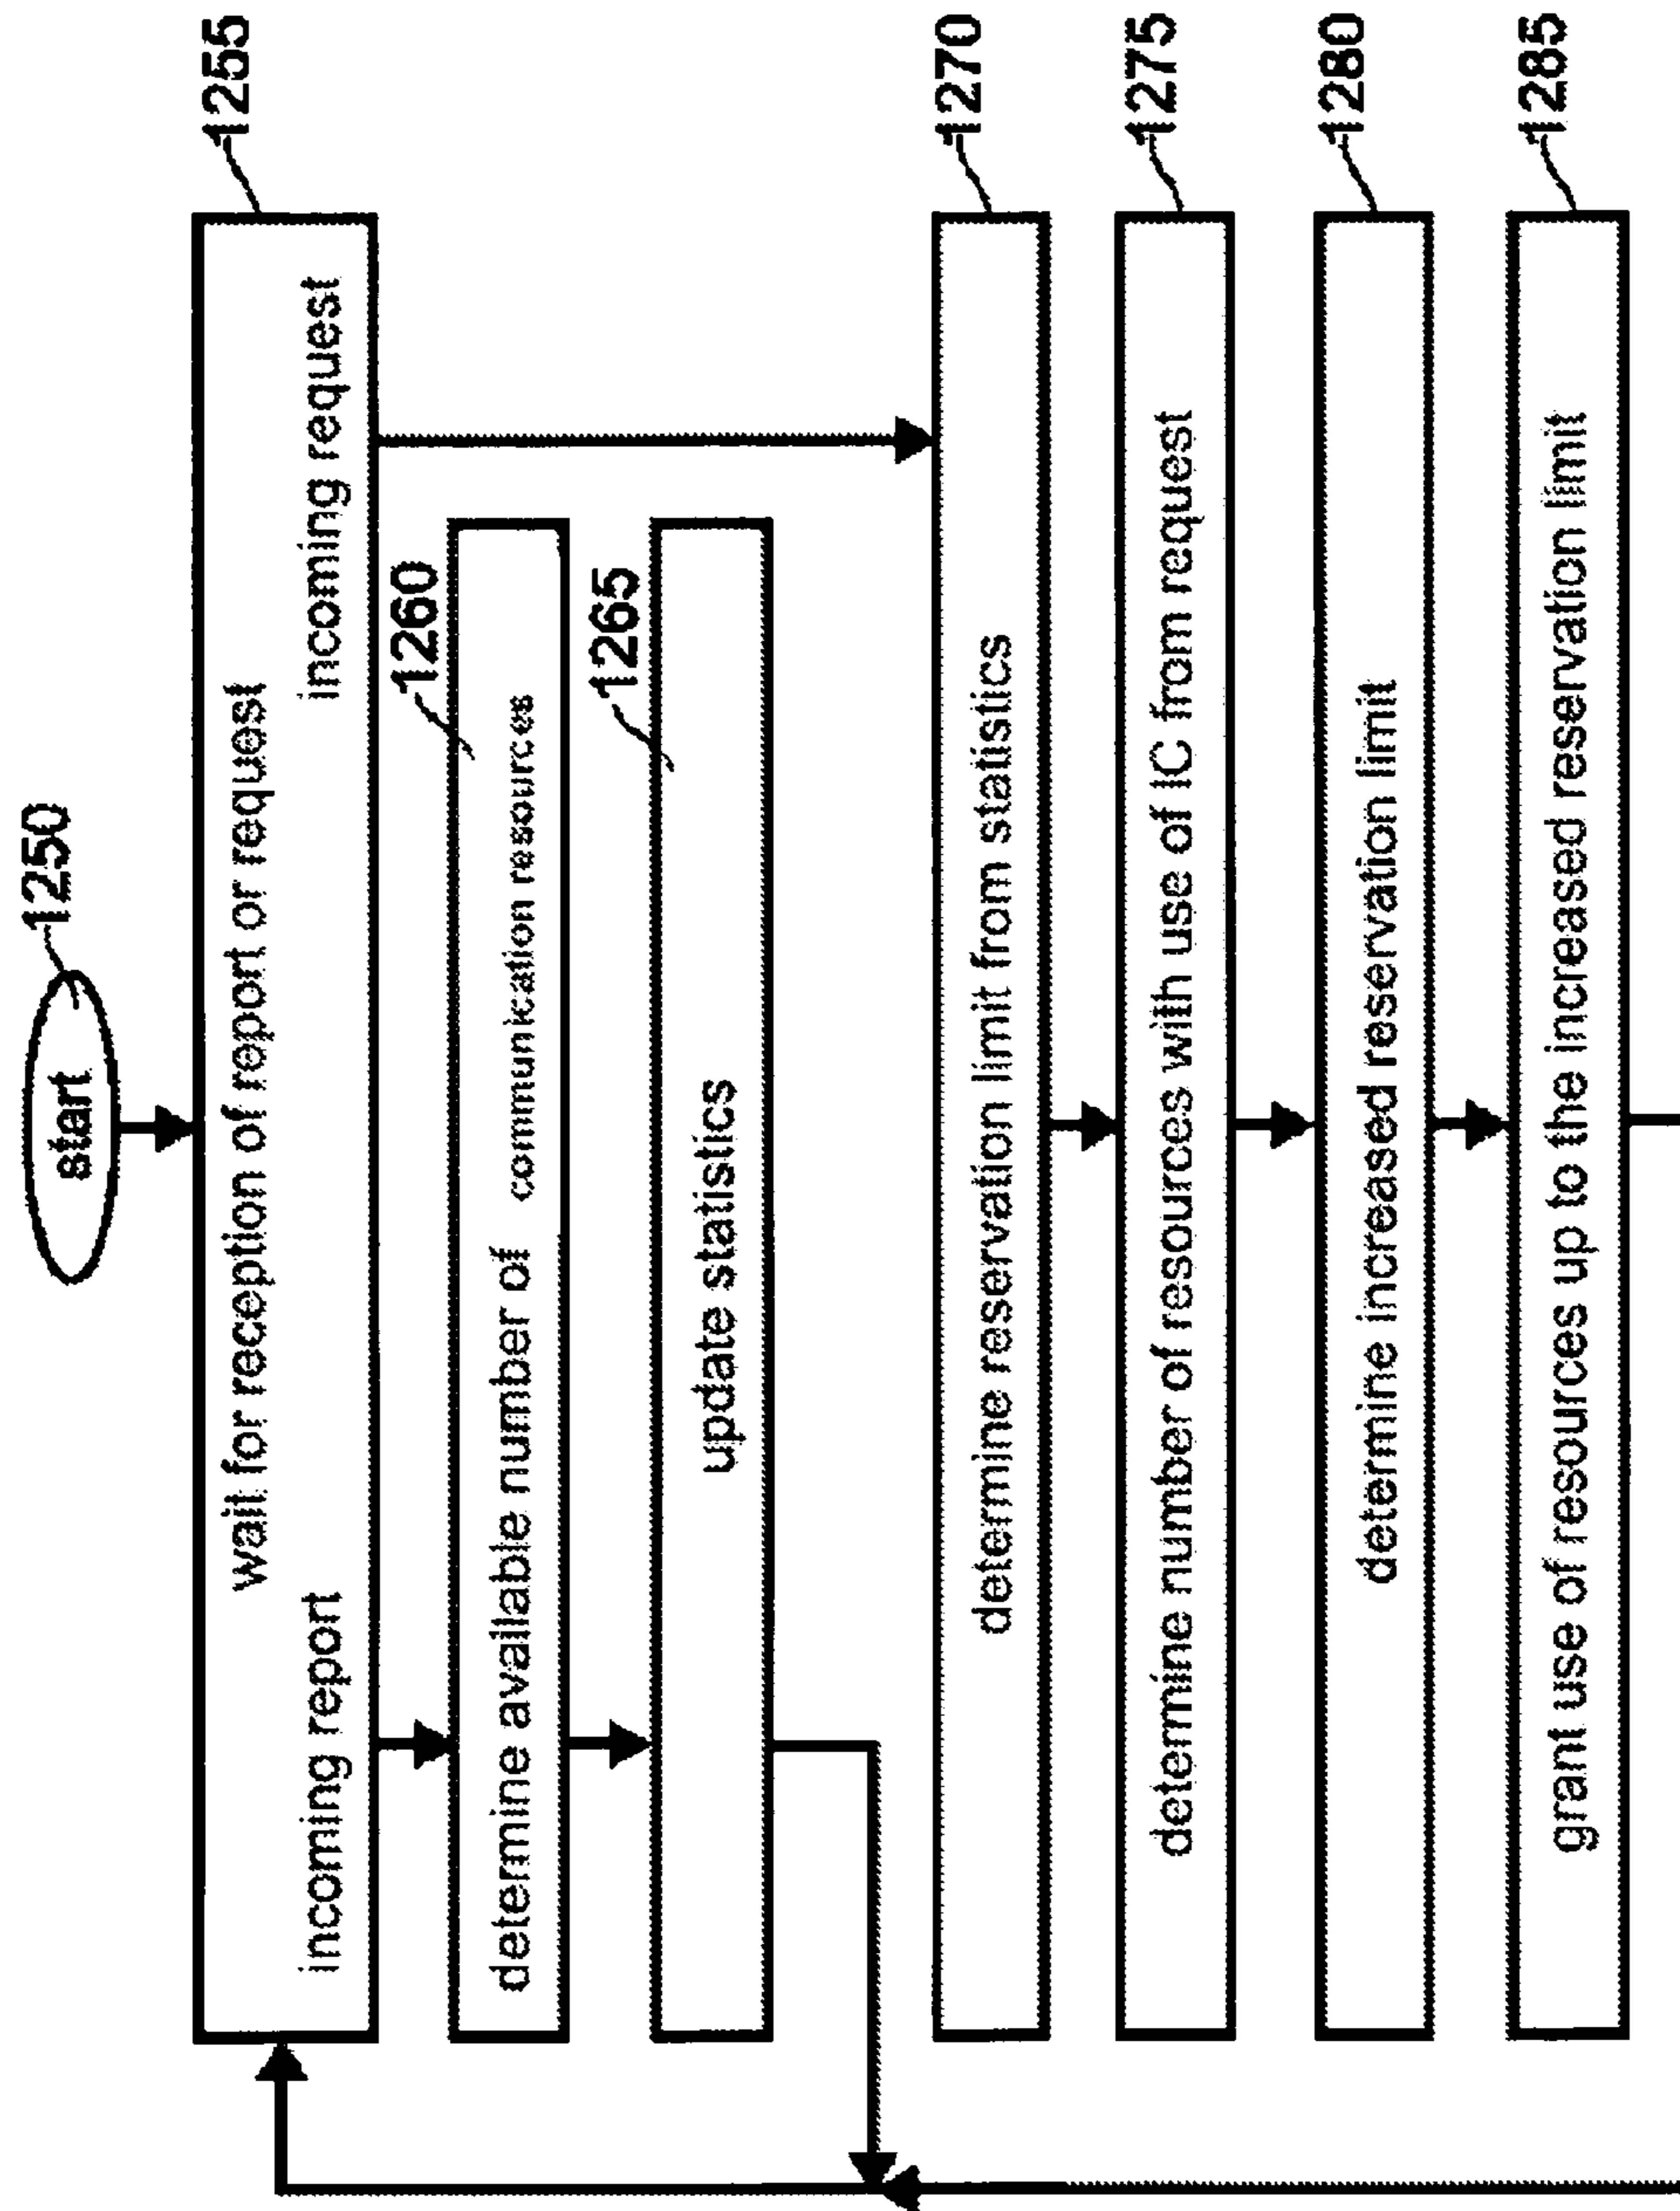 1250
start
1255
wait for reception of report or request
incoming report
incoming request
1260
determine available number of communication resources
1265
update statistics
1270
determine reservation limit from statistics
1275
determine number of resources with use of IC from request
1280
determine increased reservation limit
1285
grant use of resources up to the increased reservation limit